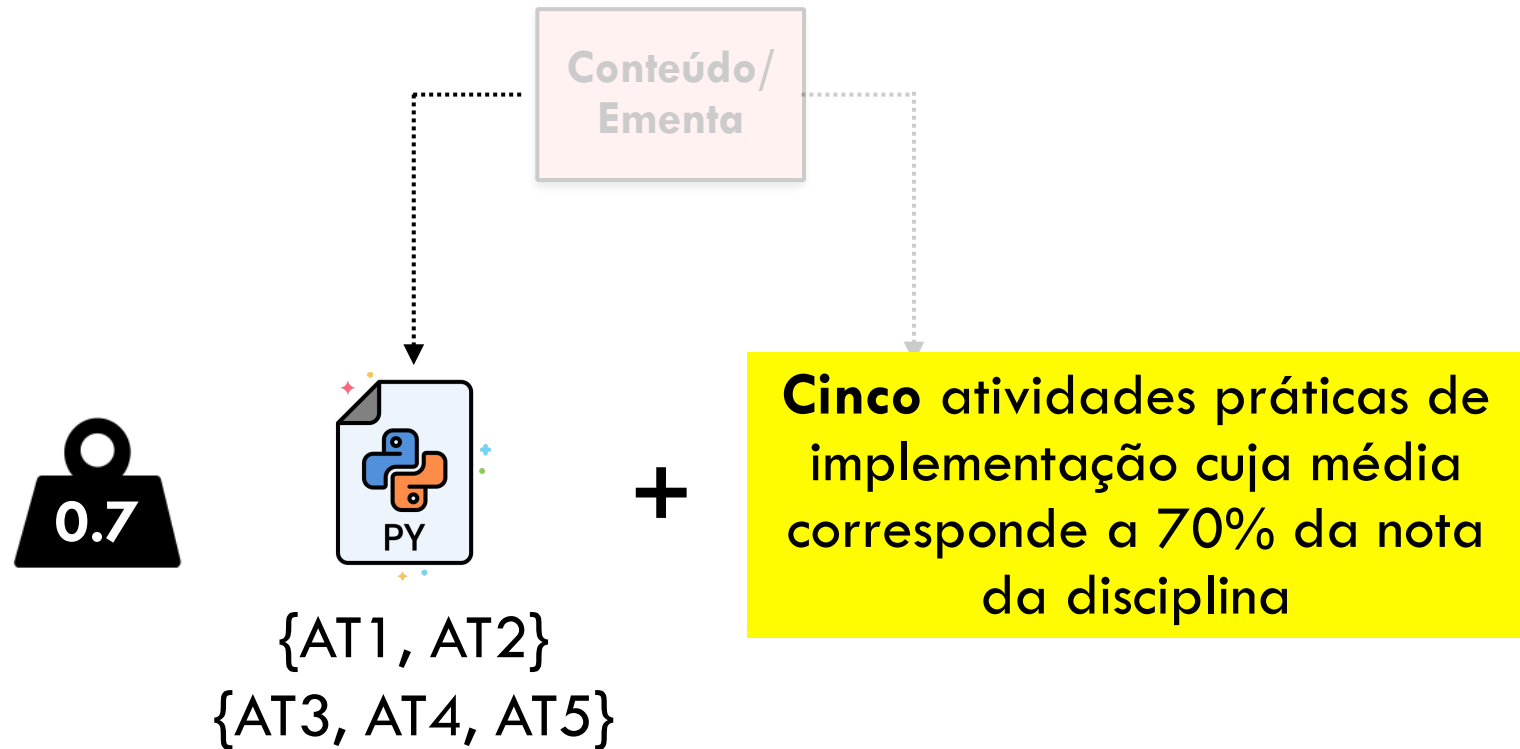 Conteúdo/
Ementa
0.7
PY
+
Cinco atividades práticas de
implementação cuja média
corresponde a 70% da nota
da disciplina
{AT1, AT2}
{AT3, AT4, AT5}